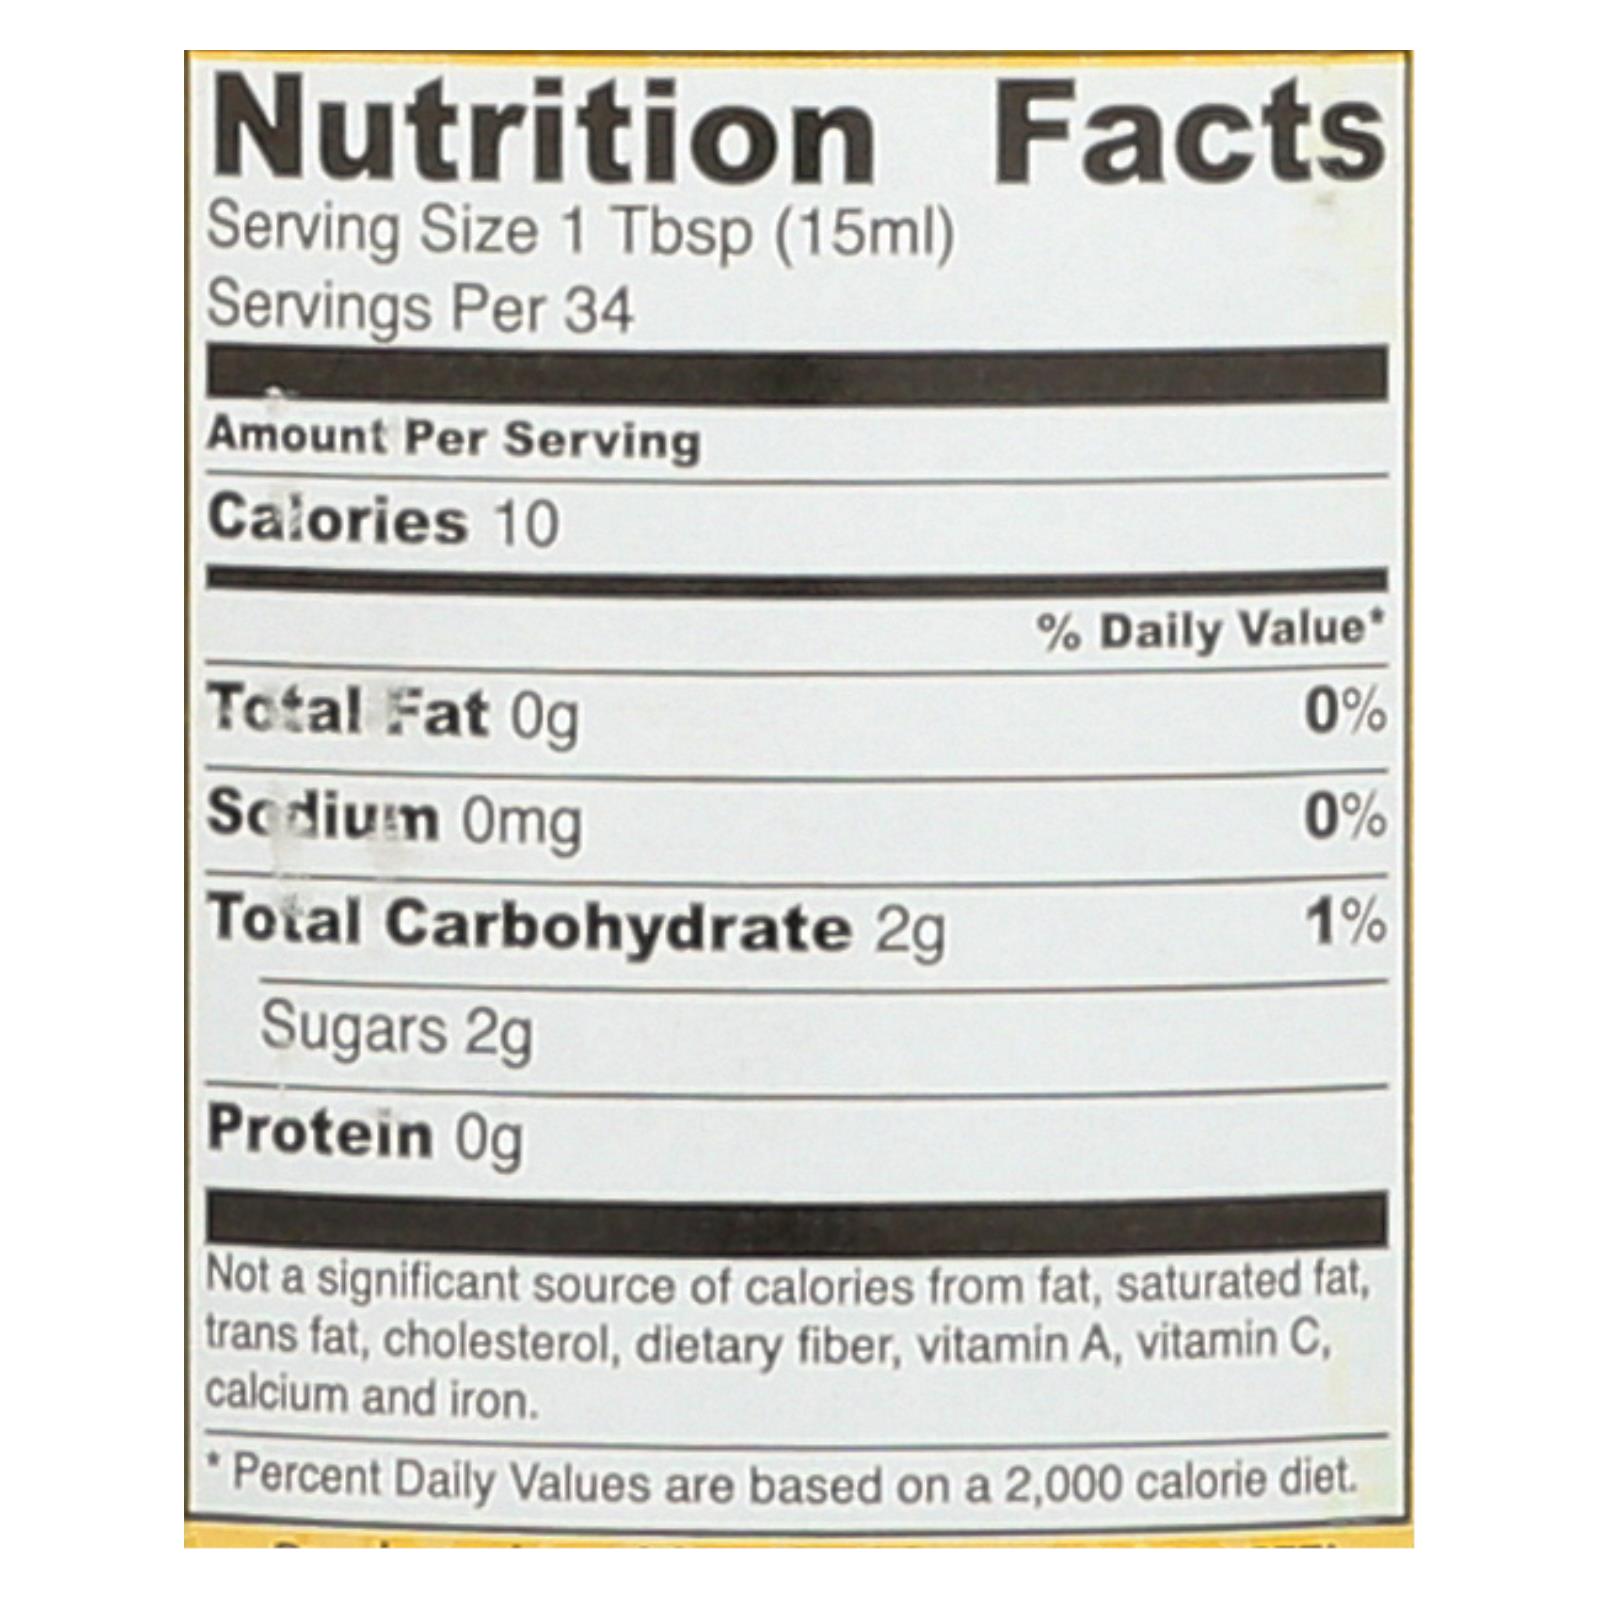 Nutrition Facts
Serving Size 1 Tbsp (15ml)
Servings Per 34
Amount Per Serving
Calories 10
% Daily Value*
Total Fat 0g 0%
Sodium 0mg 0%
Total Carbohydrate 2g 1%
Sugars 2g
Protein 0g
Not a significant source of calories from fat, saturated fat,
trans fat, cholesterol, dietary fiber, vitamin A, vitamin C,
calcium and iron.
* Percent Daily Values are based on a 2,000 calorie diet.